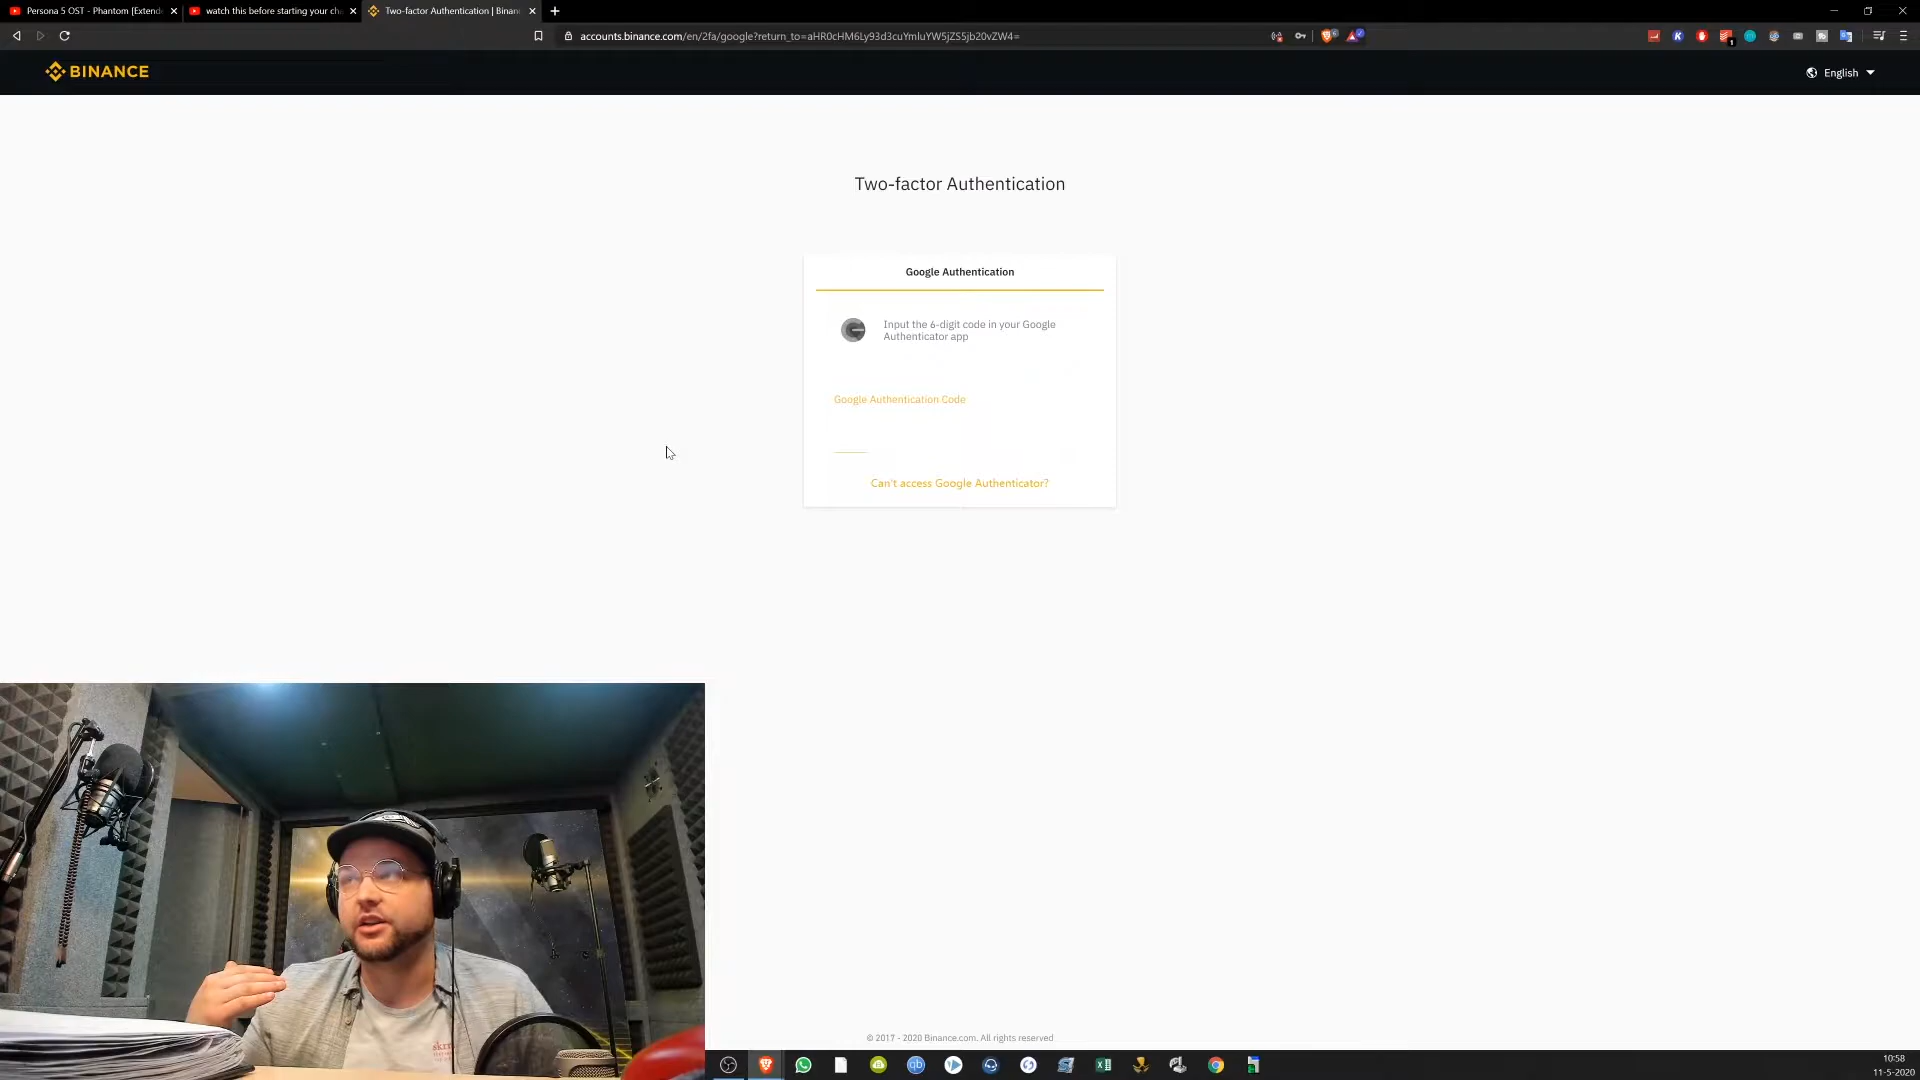 Persona 5 OST - Phantom [Extend
watch this before starting your ch
Two-factor Authentication | Binan
accounts.binance.com/en/2fa/google?return_to=aHR0cHM6Ly93d3cuYmluYW5jZS5jb20vZW4=
BINANCE
English
Two-factor Authentication
Google Authentication
Input the 6-digit code in your Google
Authenticator app
Google Authentication Code
Can't access Google Authenticator?
© 2017 - 2020 Binance.com. All rights reserved
10:58
11-5-2020